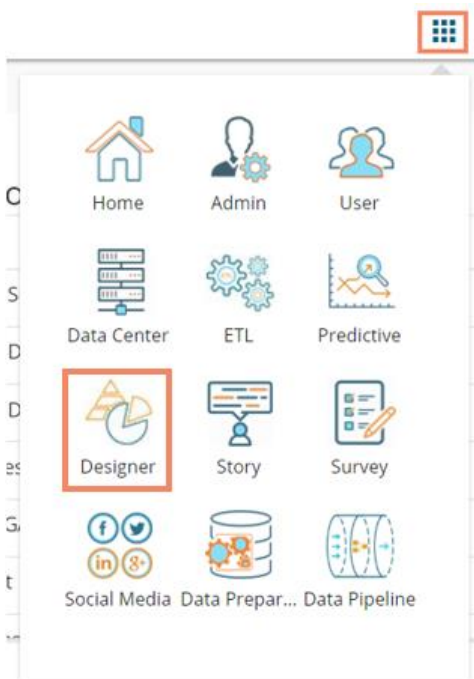 Home Admin User
Data Center ETL Predictive
Designer Story Survey
Social Media Data Prepar... Data Pipeline